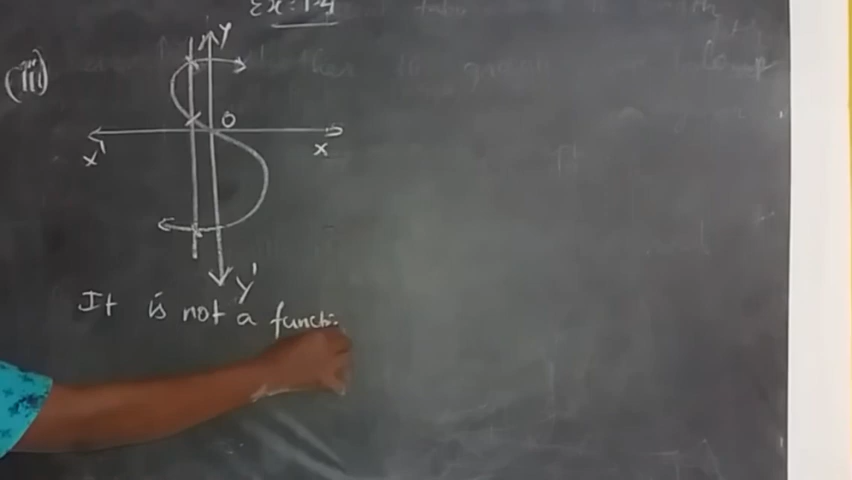 Ex: 1.4
(iii)
Y
O
X'
X
Y'
It is not a functi